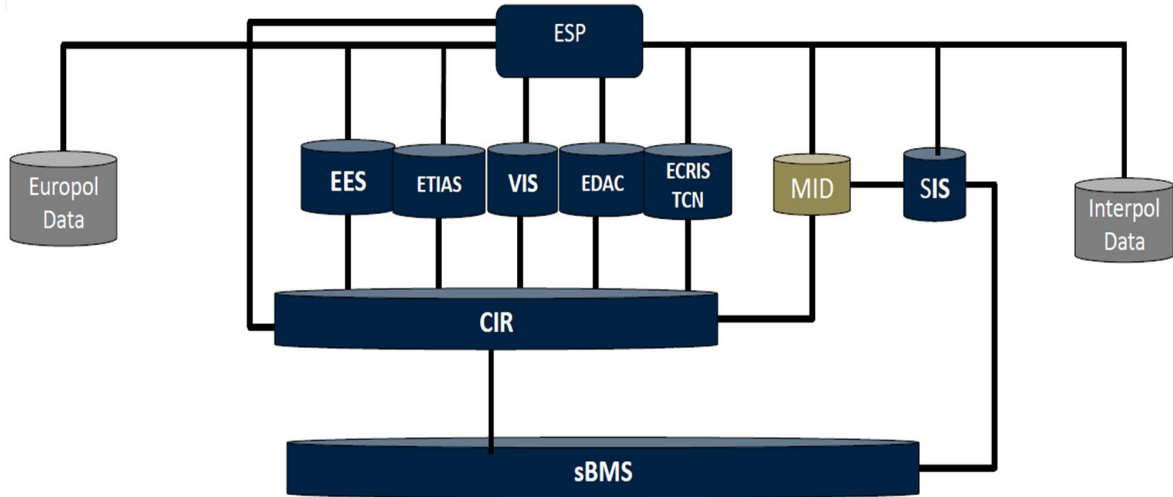 ESP
Europol
Data
EES
ETIAS
VIS
EDAC
ECRIS
TCN
MID
SIS
Interpol
Data
CIR
sBMS